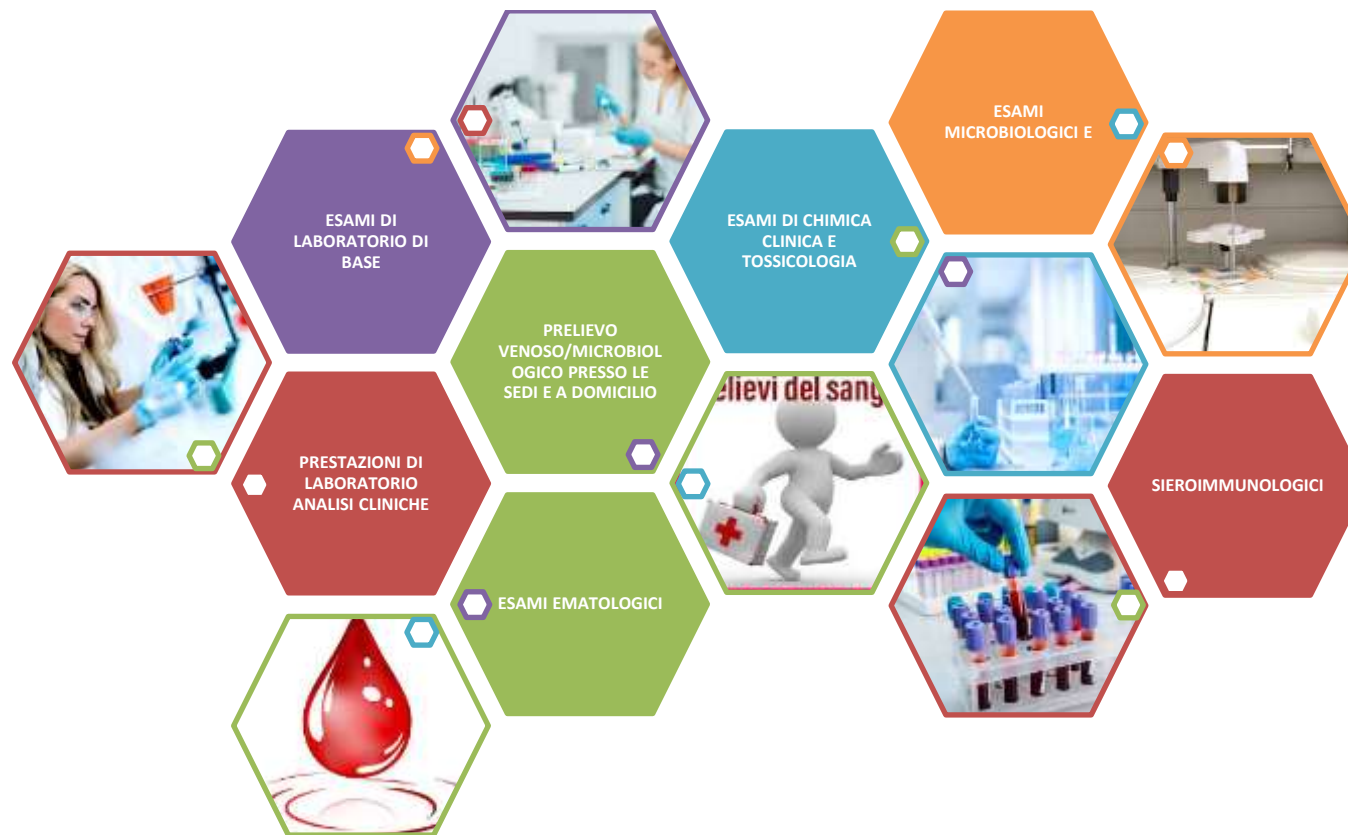 ESAMI
MICROBIOLOGICI E
ESAMI DI
LABORATORIO DI
BASE
ESAMI DI CHIMICA
CLINICA E
TOSSICOLOGIA
PRELIEVO
VENOSO/MICROBIOL
OGICO PRESSO LE
SEDI E A DOMICILIO
elievi del sang
PRESTAZIONI DI
LABORATORIO
ANALISI CLINICHE
SIEROIMMUNOLOGICI
ESAMI EMATOLOGICI